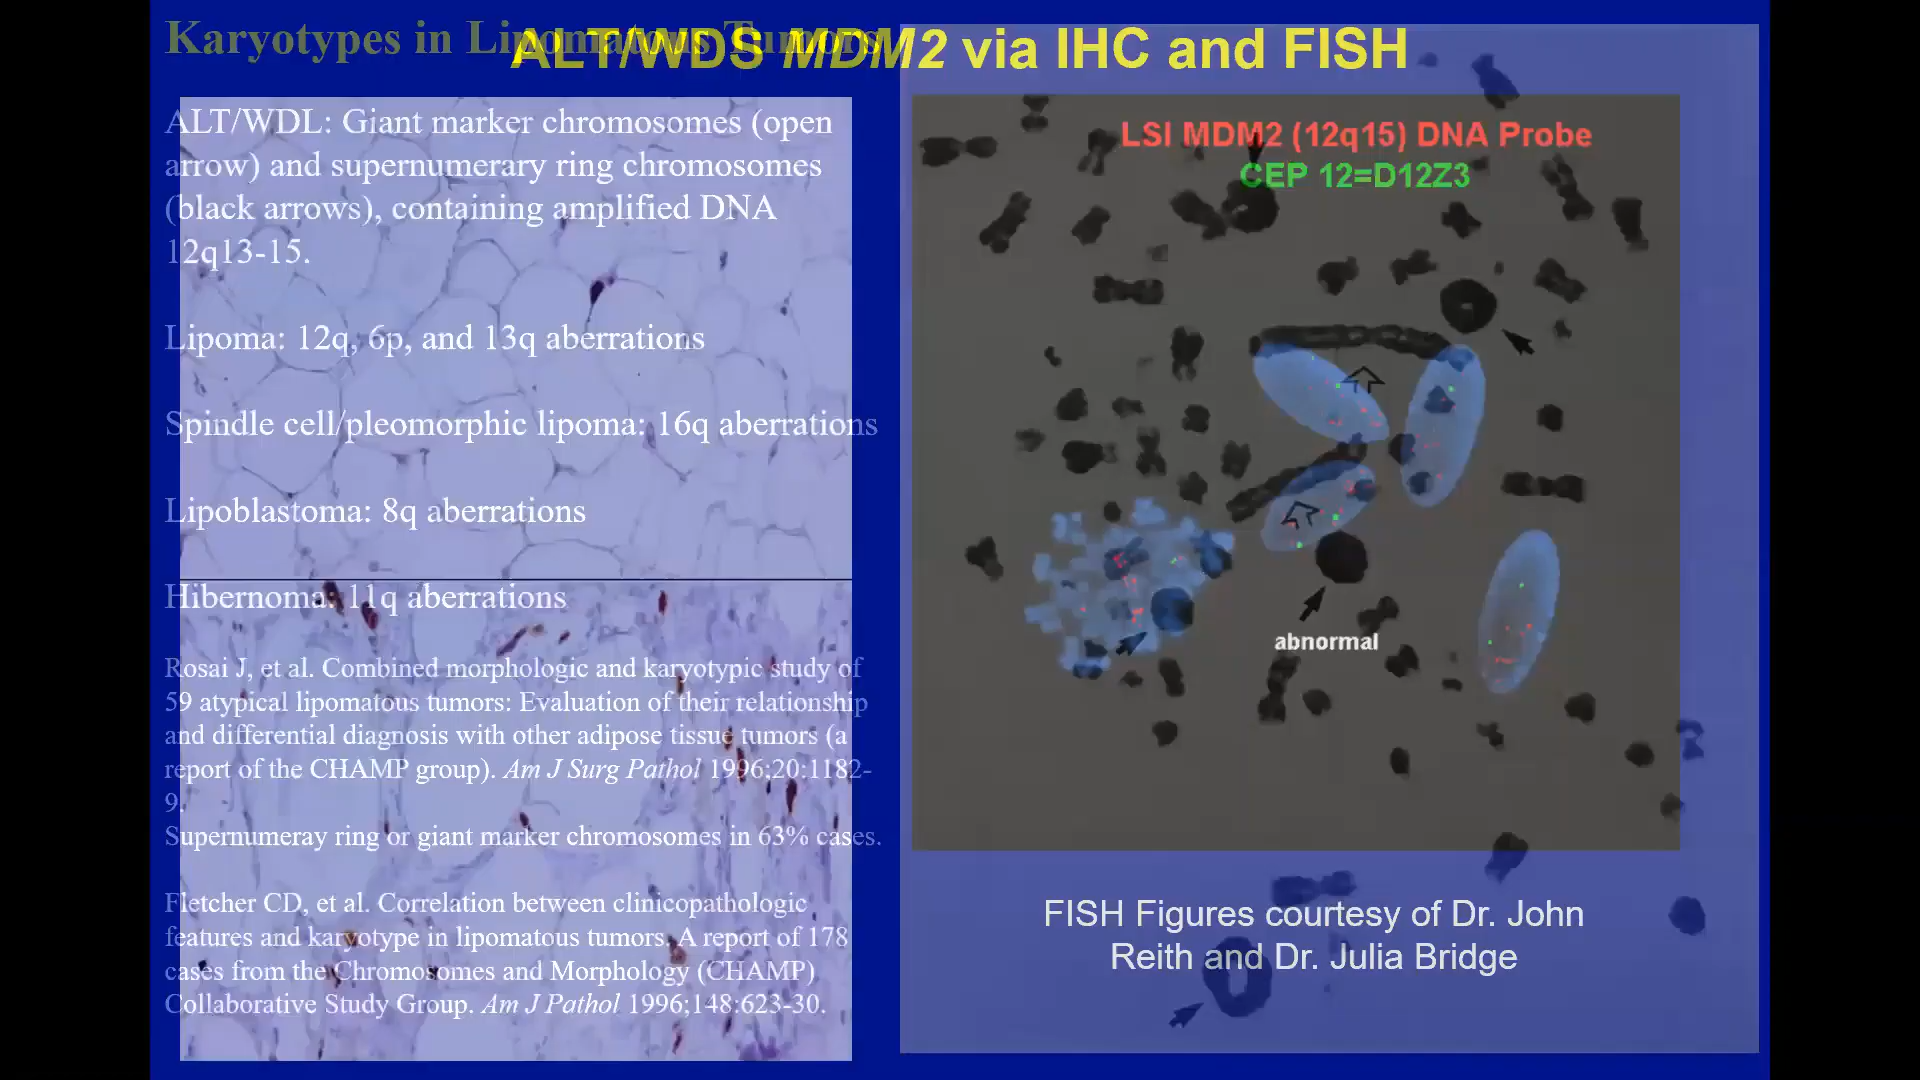 Karyotypes in Lipomatous Tumors
ALT/WDS MDM2 via IHC and FISH
ALT/WDL: Giant marker chromosomes (open
arrow) and supernumerary ring chromosomes
(black arrows), containing amplified DNA
12q13-15.
Lipoma: 12q, 6p, and 13q aberrations
Spindle cell/pleomorphic lipoma: 16q aberrations
Lipoblastoma: 8q aberrations
Hibernoma: 11q aberrations
Rosai J, et al. Combined morphologic and karyotypic study of
59 atypical lipomatous tumors: Evaluation of their relationship
and differential diagnosis with other adipose tissue tumors (a
report of the CHAMP group). Am J Surg Pathol 1996;20:1182-
9.
Supernumeray ring or giant marker chromosomes in 63% cases.
Fletcher CD, et al. Correlation between clinicopathologic
features and karyotype in lipomatous tumors. A report of 178
cases from the Chromosomes and Morphology (CHAMP)
Collaborative Study Group. Am J Pathol 1996;148:623-30.
LSI MDM2 (12q15) DNA Probe
CEP 12=D12Z3
abnormal
FISH Figures courtesy of Dr. John
Reith and Dr. Julia Bridge